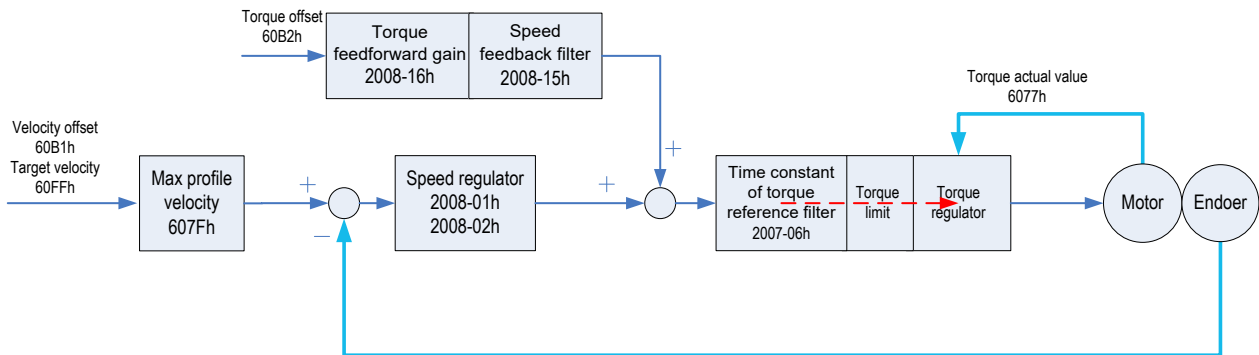 Torque offset
60B2h
Torque
feedforward gain
2008-16h
Speed
feedback filter
2008-15h
Torque actual value
6077h
Velocity offset
60B1h
Target velocity
60FFh
Max profile
velocity
607Fh
+
−
Speed regulator
2008-01h
2008-02h
+
+
Time constant
of torque
reference filter
2007-06h
Torque
limit
Torque
regulator
Motor
Endoer